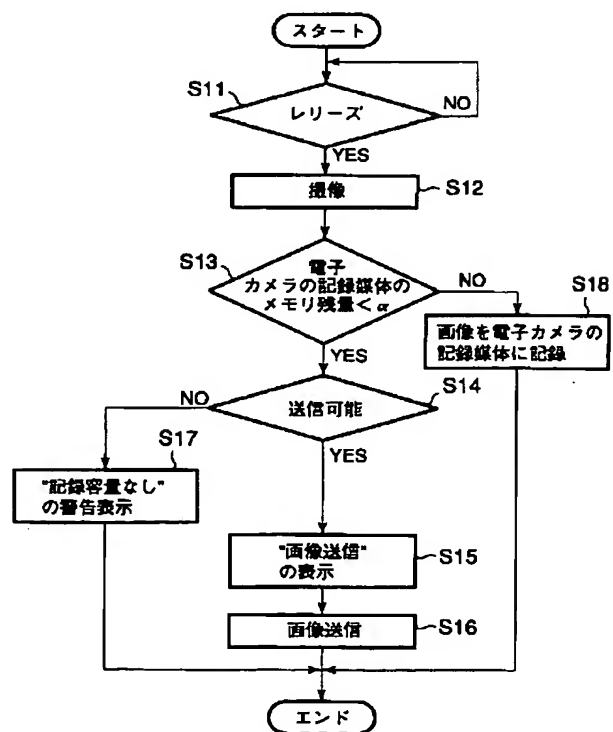 スタート
S11
レリーズ
NO
YES
撮像
S12
S13
電子
カメラの記録媒体の
メモリ残量<α
NO
S18
画像を電子カメラの
記録媒体に記録
YES
S14
NO
送信可能
S17
YES
"記録容量なし"
の警告表示
"画像送信"
の表示
S15
画像送信
S16
エンド